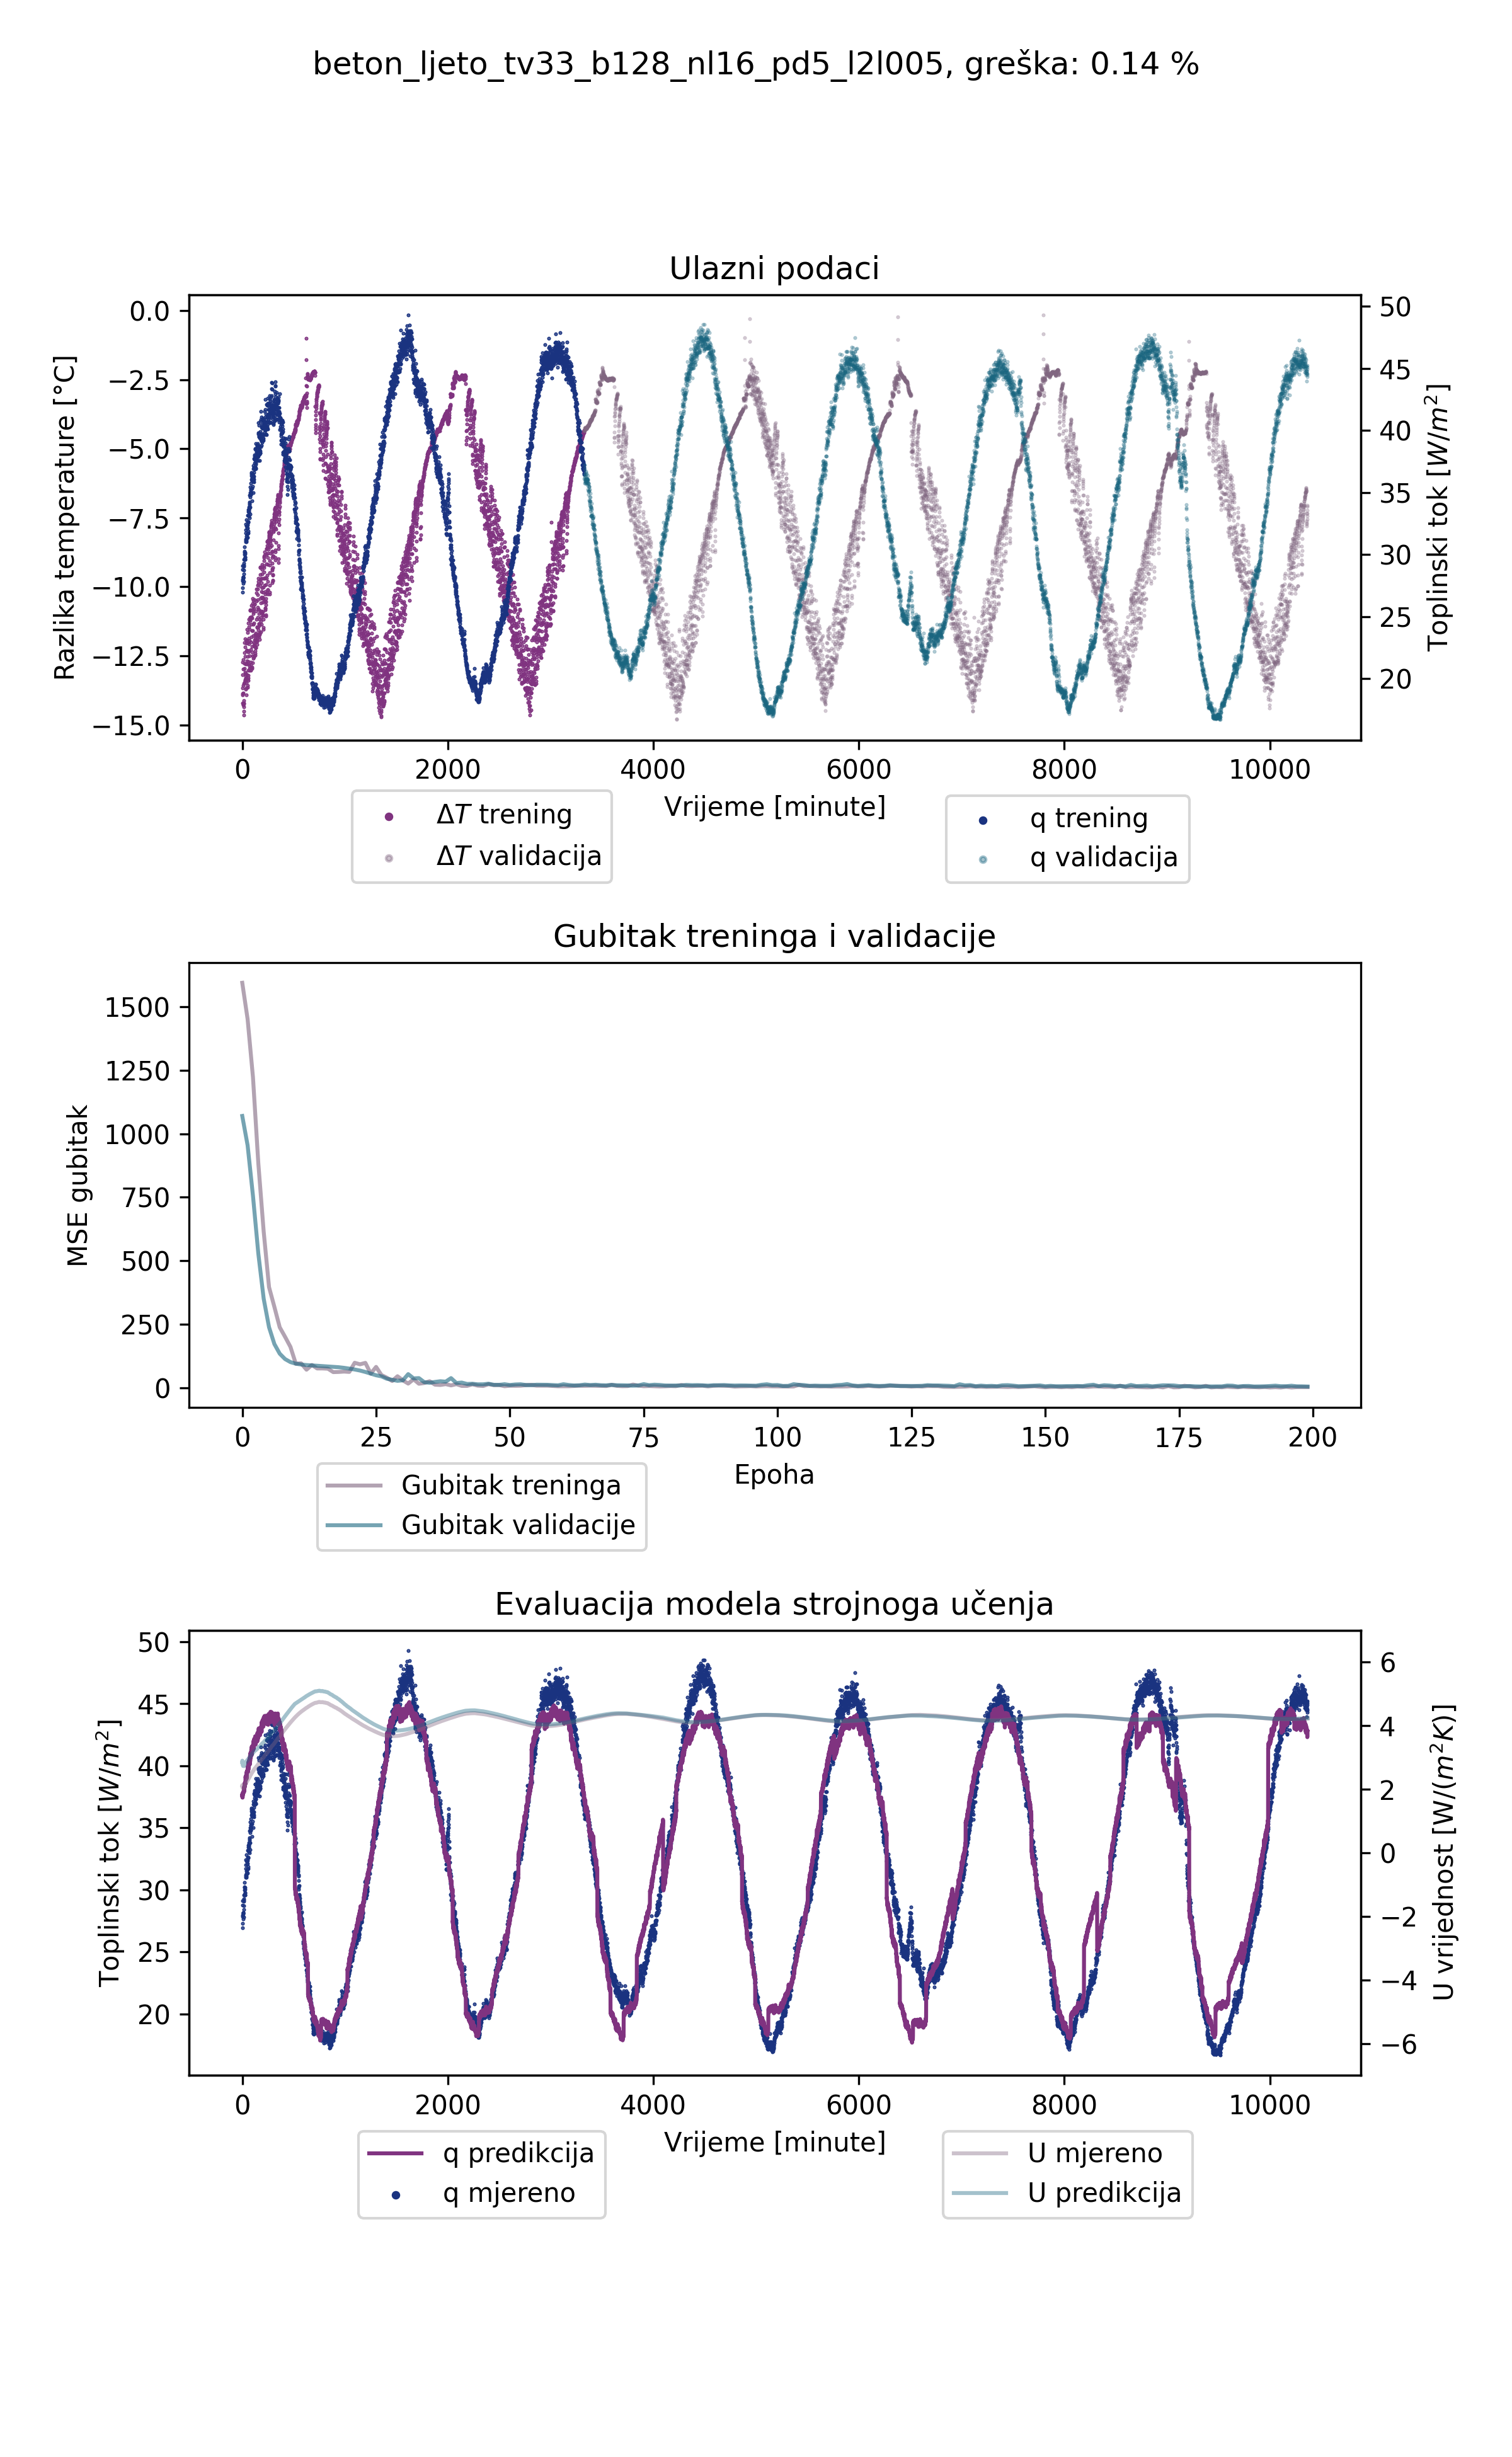 beton_ljeto_tv33_b128_nl16_pd5_l2l005, greška: 0.14 %
Ulazni podaci
Razlika temperature [°C]
0.0
−2.5
−5.0
−7.5
−10.0
−12.5
−15.0
Toplinski tok [W/m²]
50
45
40
35
30
25
20
0 2000 4000 6000 8000 10000
Vrijeme [minute]
ΔT trening
ΔT validacija
q trening
q validacija
Gubitak treninga i validacije
MSE gubitak
1500
1250
1000
750
500
250
0
0 25 50 75 100 125 150 175 200
Epoha
Gubitak treninga
Gubitak validacije
Evaluacija modela strojnoga učenja
Toplinski tok [W/m²]
50
45
40
35
30
25
20
U vrijednost [W/(m²K)]
6
4
2
0
−2
−4
−6
0 2000 4000 6000 8000 10000
Vrijeme [minute]
q predikcija
q mjereno
U mjereno
U predikcija